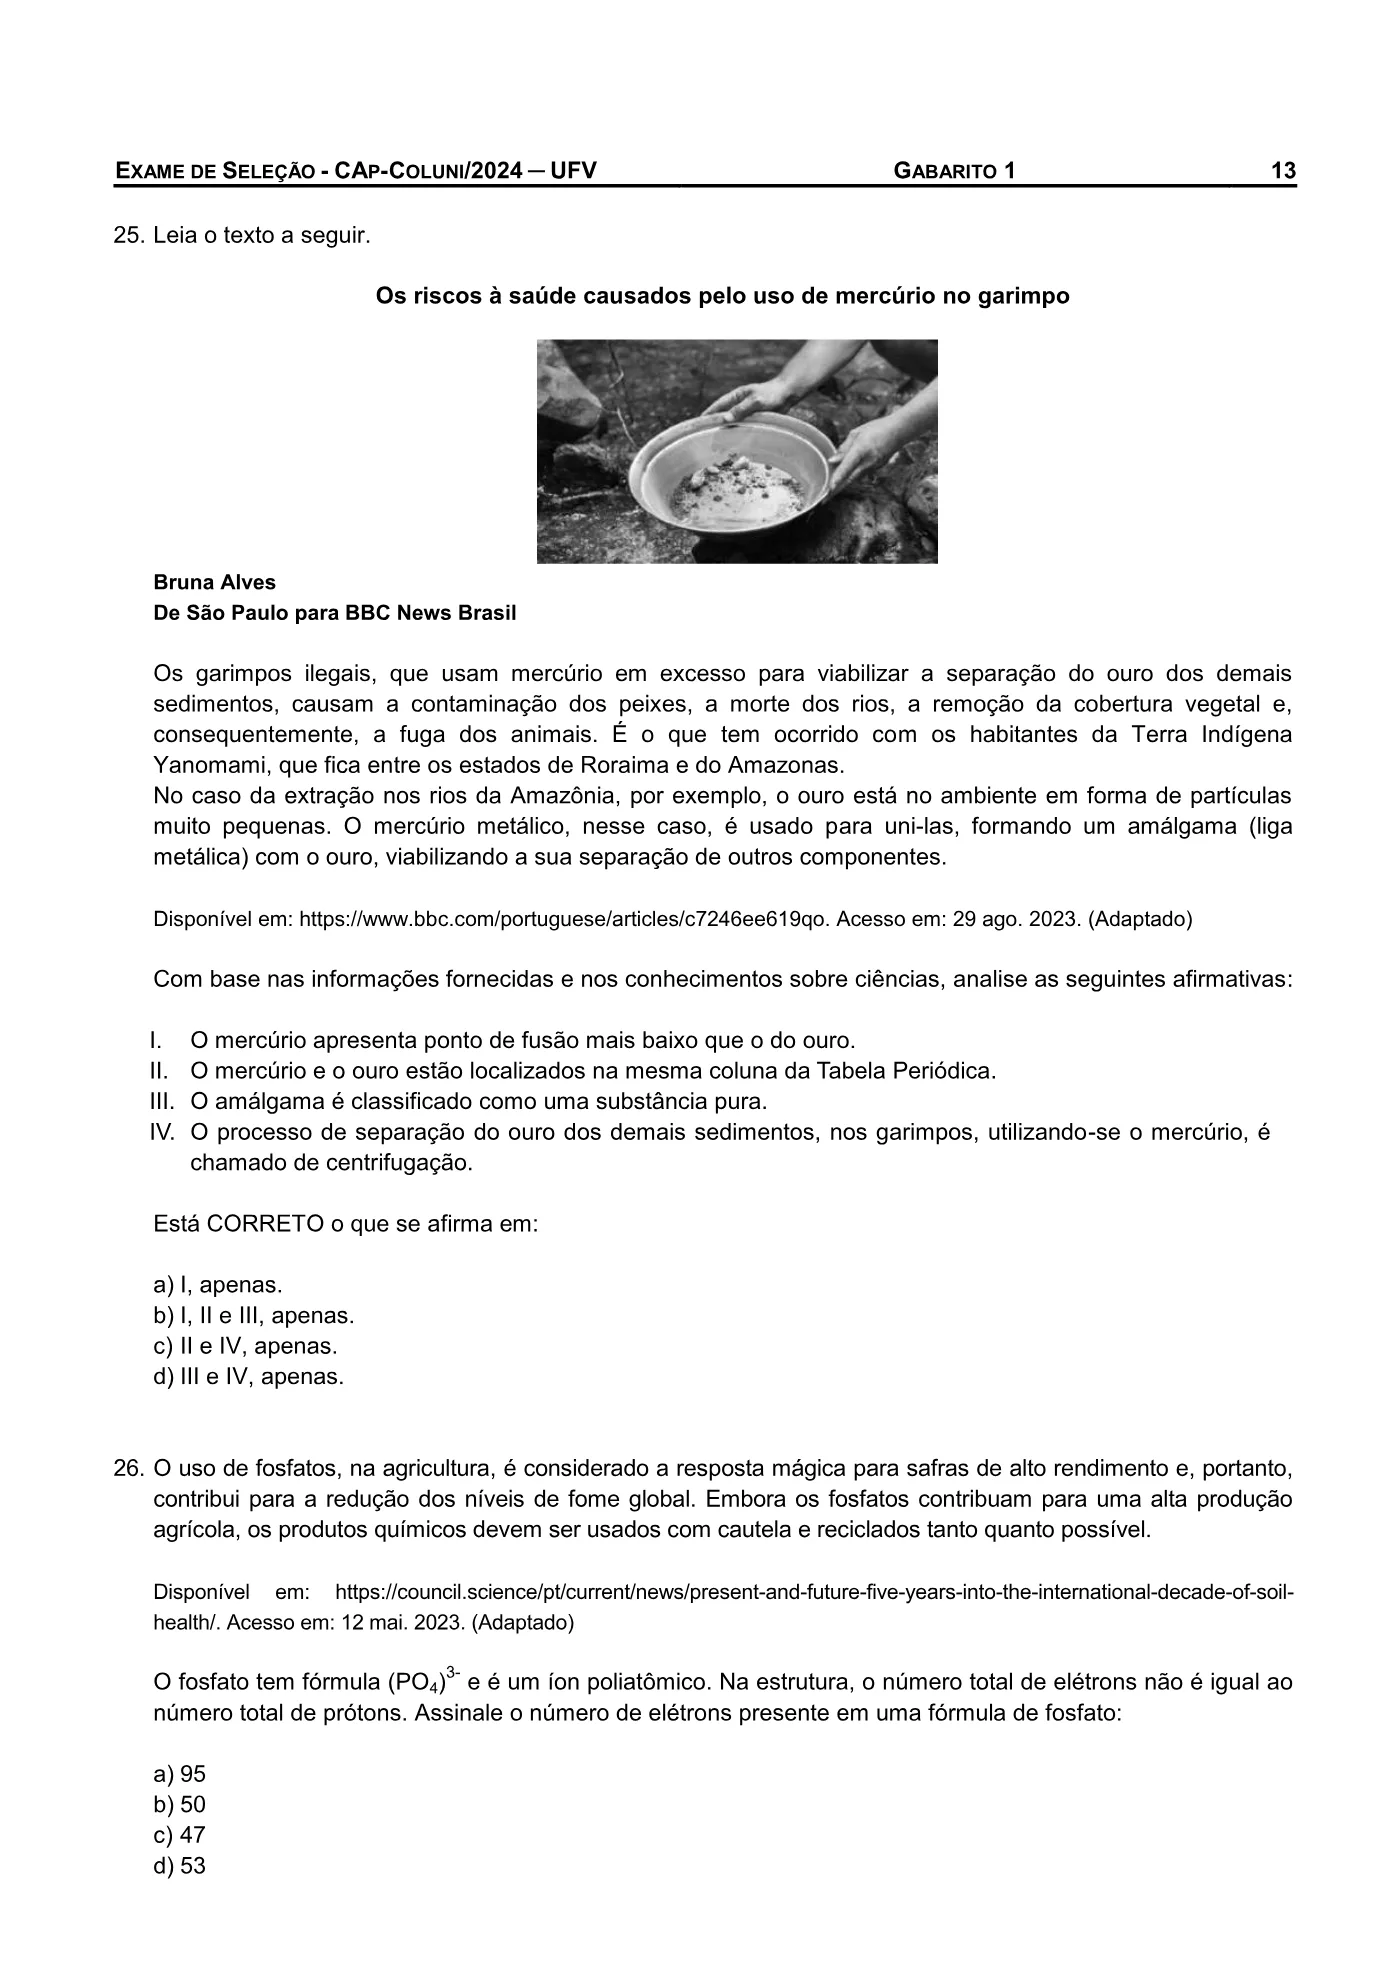 EXAME DE SELEÇÃO - CAP-COLUNI/2024 — UFV GABARITO 1 13
25. Leia o texto a seguir.
Os riscos à saúde causados pelo uso de mercúrio no garimpo
Bruna Alves
De São Paulo para BBC News Brasil
Os garimpos ilegais, que usam mercúrio em excesso para viabilizar a separação do ouro dos demais
sedimentos, causam a contaminação dos peixes, a morte dos rios, a remoção da cobertura vegetal e,
consequentemente, a fuga dos animais. É o que tem ocorrido com os habitantes da Terra Indígena
Yanomami, que fica entre os estados de Roraima e do Amazonas.
No caso da extração nos rios da Amazônia, por exemplo, o ouro está no ambiente em forma de partículas
muito pequenas. O mercúrio metálico, nesse caso, é usado para uni-las, formando um amálgama (liga
metálica) com o ouro, viabilizando a sua separação de outros componentes.
Disponível em: https://www.bbc.com/portuguese/articles/c7246ee619qo. Acesso em: 29 ago. 2023. (Adaptado)
Com base nas informações fornecidas e nos conhecimentos sobre ciências, analise as seguintes afirmativas:
I. O mercúrio apresenta ponto de fusão mais baixo que o do ouro.
II. O mercúrio e o ouro estão localizados na mesma coluna da Tabela Periódica.
III. O amálgama é classificado como uma substância pura.
IV. O processo de separação do ouro dos demais sedimentos, nos garimpos, utilizando-se o mercúrio, é
chamado de centrifugação.
Está CORRETO o que se afirma em:
a) I, apenas.
b) I, II e III, apenas.
c) II e IV, apenas.
d) III e IV, apenas.
26. O uso de fosfatos, na agricultura, é considerado a resposta mágica para safras de alto rendimento e, portanto,
contribui para a redução dos níveis de fome global. Embora os fosfatos contribuam para uma alta produção
agrícola, os produtos químicos devem ser usados com cautela e reciclados tanto quanto possível.
Disponível em: https://council.science/pt/current/news/present-and-future-five-years-into-the-international-decade-of-soil-
health/. Acesso em: 12 mai. 2023. (Adaptado)
O fosfato tem fórmula (PO₄)³⁻ e é um íon poliatômico. Na estrutura, o número total de elétrons não é igual ao
número total de prótons. Assinale o número de elétrons presente em uma fórmula de fosfato:
a) 95
b) 50
c) 47
d) 53